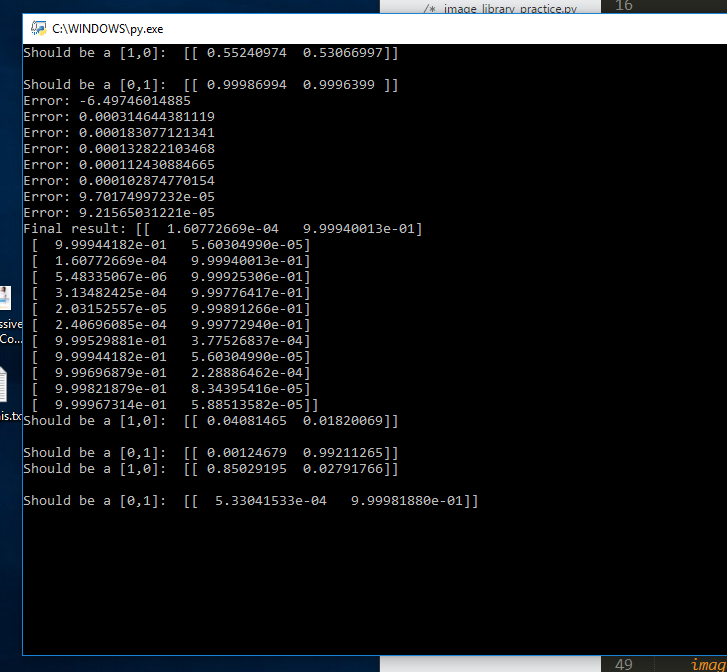 /* image_library_practice.py
16
C:\WINDOWS\py.exe
Should be a [1,0]:  [[ 0.55240974  0.53066997]]
Should be a [0,1]:  [[ 0.99986994  0.9996399 ]]
Error: -6.49746014885
Error: 0.000314644381119
Error: 0.000183077121341
Error: 0.000132822103468
Error: 0.000112430884665
Error: 0.000102874770154
Error: 9.70174997232e-05
Error: 9.21565031221e-05
Final result: [[  1.60772669e-04   9.99940013e-01]
[  9.99944182e-01   5.60304990e-05]
[  1.60772669e-04   9.99940013e-01]
[  5.48335067e-06   9.99925306e-01]
[  3.13482425e-04   9.99776417e-01]
[  2.03152557e-05   9.99891266e-01]
[  2.40696085e-04   9.99772940e-01]
[  9.99529881e-01   3.77526837e-04]
[  9.99944182e-01   5.60304990e-05]
[  9.99696879e-01   2.28886462e-04]
[  9.99821879e-01   8.34395416e-05]
[  9.99967314e-01   5.88513582e-05]]
Should be a [1,0]:  [[ 0.04081465  0.01820069]]
Should be a [0,1]:  [[ 0.00124679  0.99211265]]
Should be a [1,0]:  [[ 0.85029195  0.02791766]]
Should be a [0,1]:  [[  5.33041533e-04   9.99981880e-01]]
ssive
Co...
is.tx
49
imag